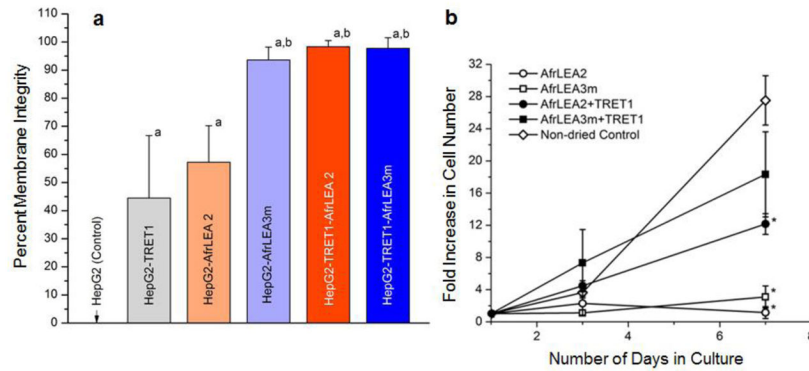 a
Percent Membrane Integrity
100
90
80
70
60
50
40
30
20
10
0
HepG2 (Control)
HepG2-TRET1
HepG2-AfrLEA 2
HepG2-AfrLEA3m
HepG2-TRET1-AfrLEA 2
HepG2-TRET1-AfrLEA3m
a
a
a,b
a,b
a,b
b
Fold Increase in Cell Number
32
28
24
20
16
12
8
4
0
AfrLEA2
AfrLEA3m
AfrLEA2+TRET1
AfrLEA3m+TRET1
Non-dried Control
*
*
*
2
4
6
8
Number of Days in Culture